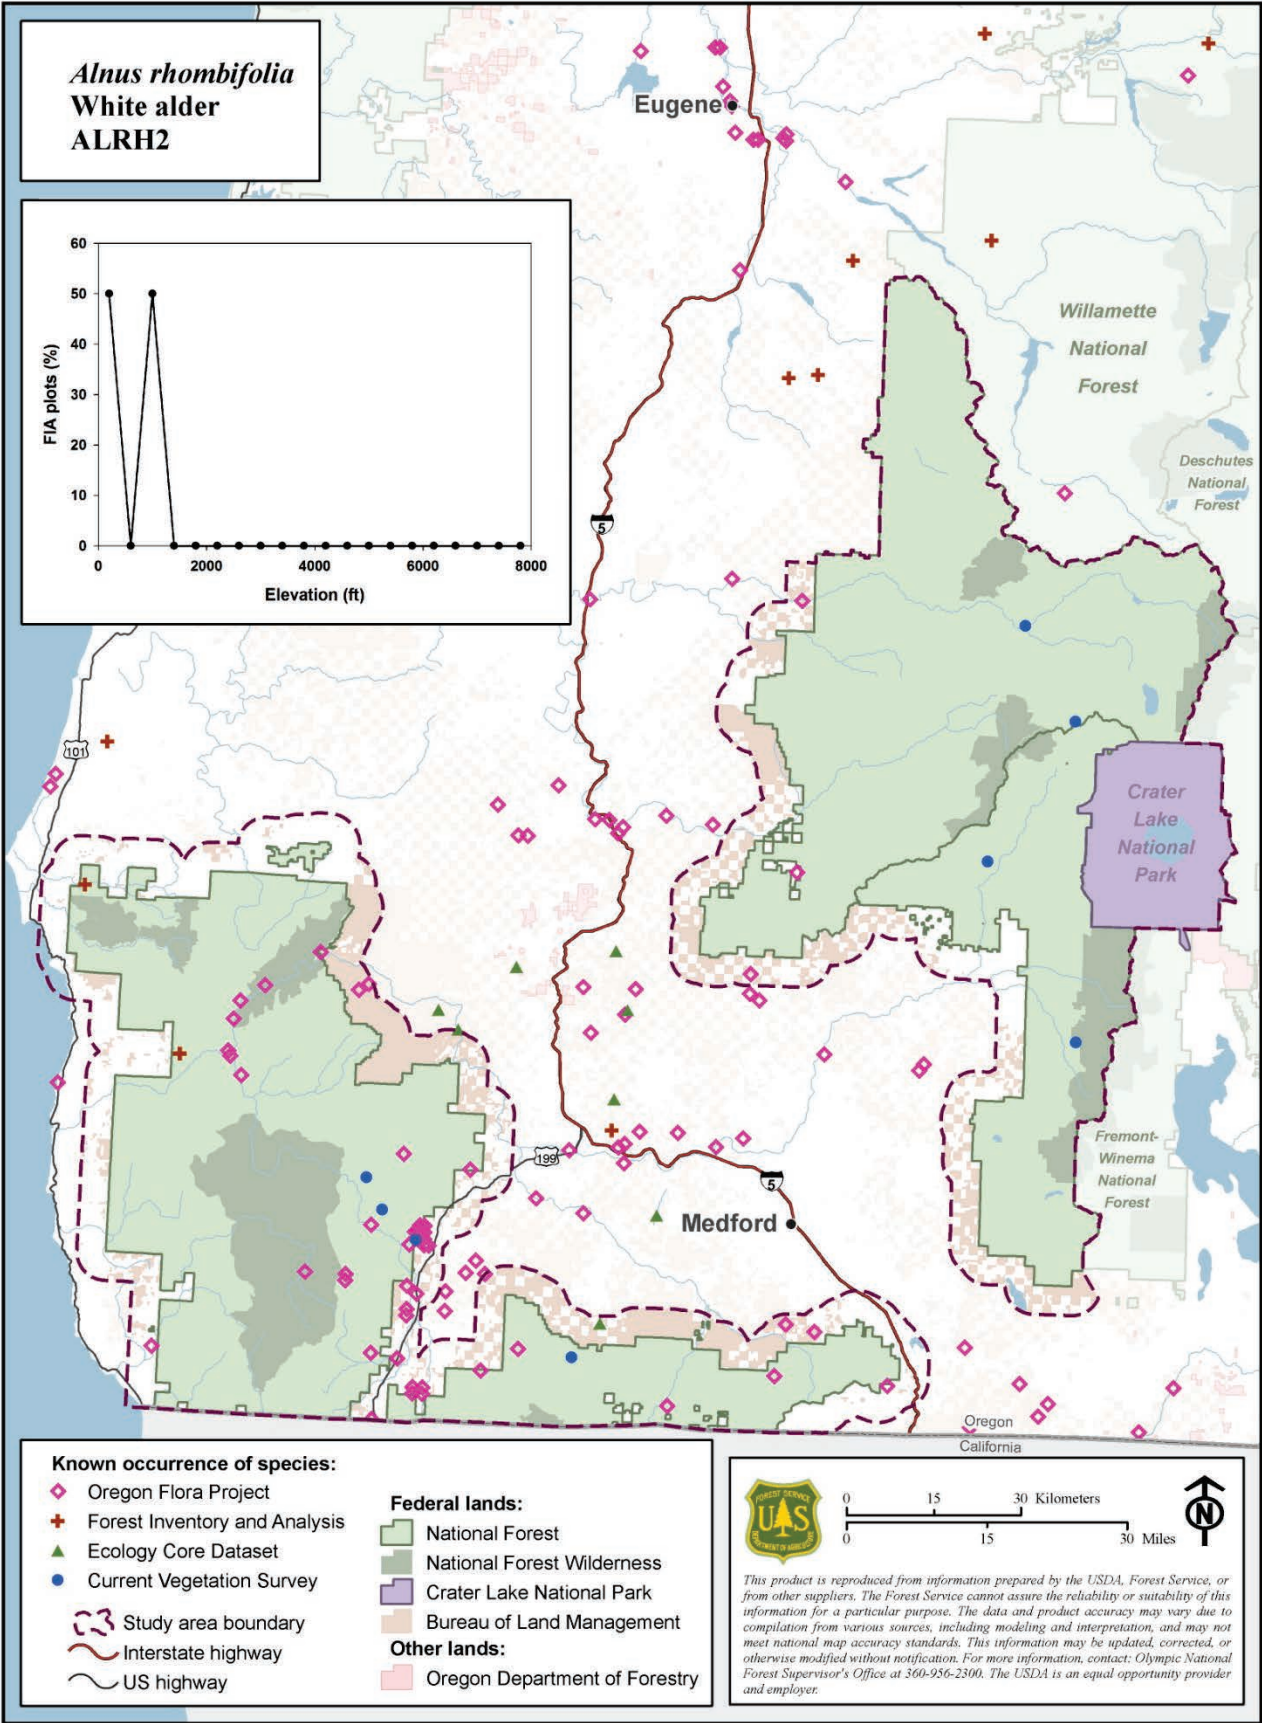 Alnus rhombifolia
White alder
ALRH2
60
50
40
30
20
10
0
FIA plots (%)
0 2000 4000 6000 8000
Elevation (ft)
Eugene
Willamette
National
Forest
Deschutes
National
Forest
5
101
Crater
Lake
National
Park
199
5
Medford
Fremont-
Winema
National
Forest
Oregon
California
Known occurrence of species:
Oregon Flora Project
Forest Inventory and Analysis
Ecology Core Dataset
Current Vegetation Survey
Study area boundary
Interstate highway
US highway
Federal lands:
National Forest
National Forest Wilderness
Crater Lake National Park
Bureau of Land Management
Other lands:
Oregon Department of Forestry
FOREST SERVICE
U S
DEPARTMENT OF AGRICULTURE
0 15 30 Kilometers
0 15 30 Miles
N
This product is reproduced from information prepared by the USDA, Forest Service, or
from other suppliers. The Forest Service cannot assure the reliability or suitability of this
information for a particular purpose. The data and product accuracy may vary due to
compilation from various sources, including modeling and interpretation, and may not
meet national map accuracy standards. This information may be updated, corrected, or
otherwise modified without notification. For more information, contact: Olympic National
Forest Supervisor's Office at 360-956-2300. The USDA is an equal opportunity provider
and employer.